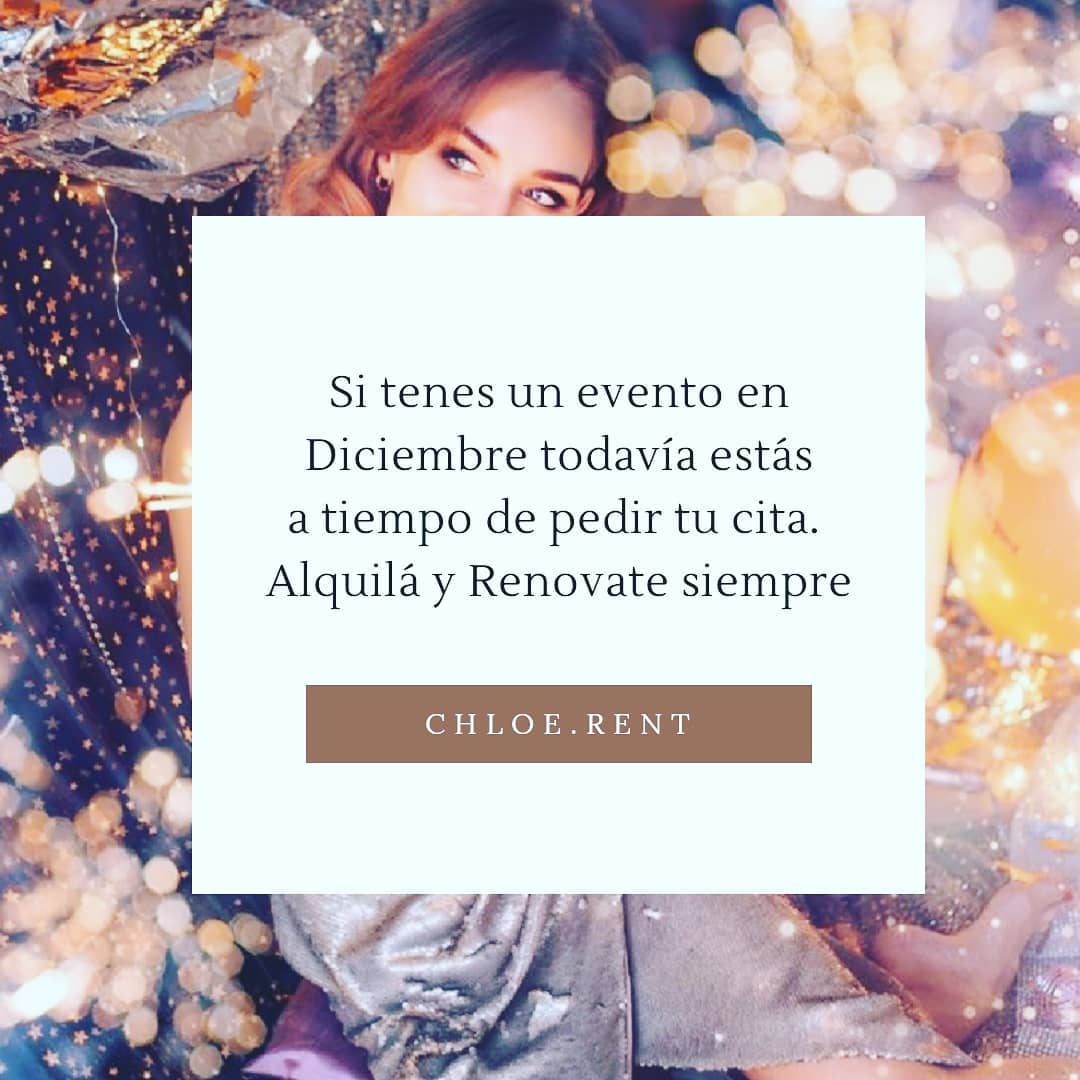 Si tenes un evento en
Diciembre todavía estás
a tiempo de pedir tu cita.
Alquilá y Renovate siempre
CHLOE.RENT